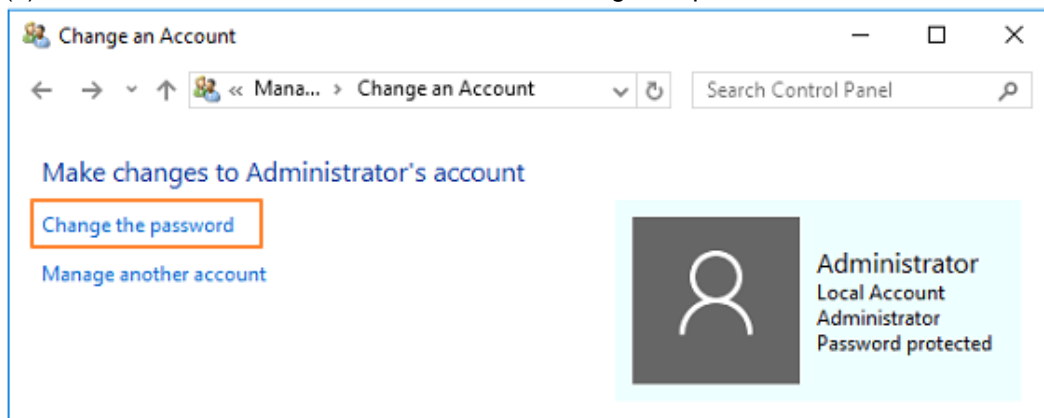 Change an Account
« Mana... › Change an Account
Search Control Panel
Make changes to Administrator's account
Change the password
Manage another account
Administrator
Local Account
Administrator
Password protected